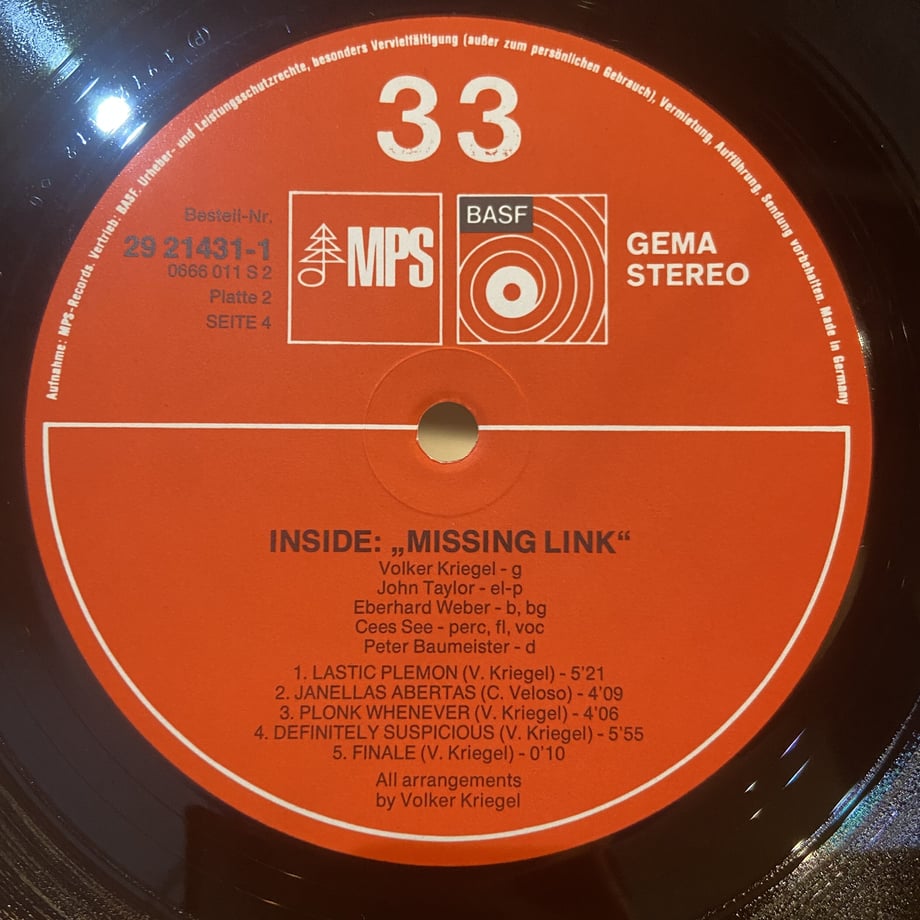 Aufnahme: MPS-Records. Vertrieb: BASF. Urheber- und Leistungsschutzrechte, besonders Vervielfältigung (außer zum persönlichen Gebrauch), Vermietung, Aufführung, Sendung vorbehalten. Made in Germany
33
Bestell-Nr.
29 21431-1
0666 011 S 2
Platte 2
SEITE 4
MPS
BASF
GEMA
STEREO
INSIDE: „MISSING LINK“
Volker Kriegel - g
John Taylor - el-p
Eberhard Weber - b, bg
Cees See - perc, fl, voc
Peter Baumeister - d
1. LASTIC PLEMON (V. Kriegel) - 5’21
2. JANELLAS ABERTAS (C. Veloso) - 4’09
3. PLONK WHENEVER (V. Kriegel) - 4’06
4. DEFINITELY SUSPICIOUS (V. Kriegel) - 5’55
5. FINALE (V. Kriegel) - 0’10
All arrangements
by Volker Kriegel